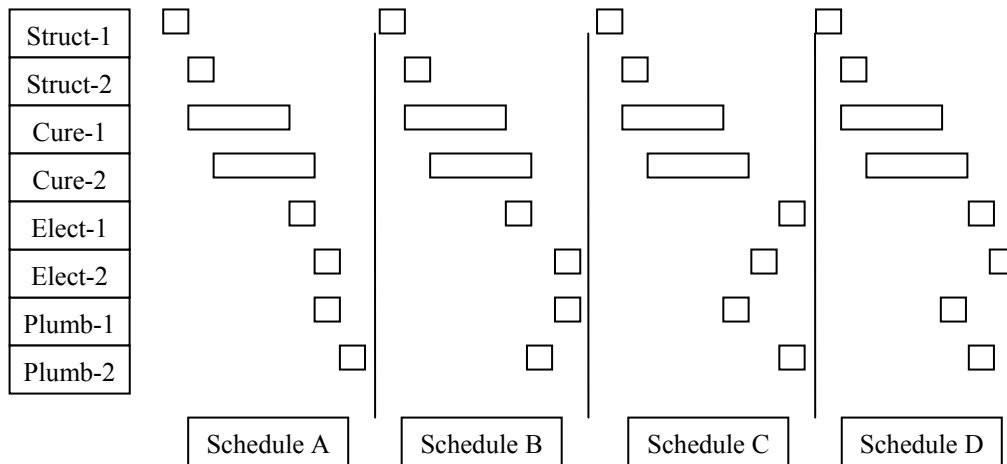 Struct-1
Struct-2
Cure-1
Cure-2
Elect-1
Elect-2
Plumb-1
Plumb-2
Schedule A
Schedule B
Schedule C
Schedule D